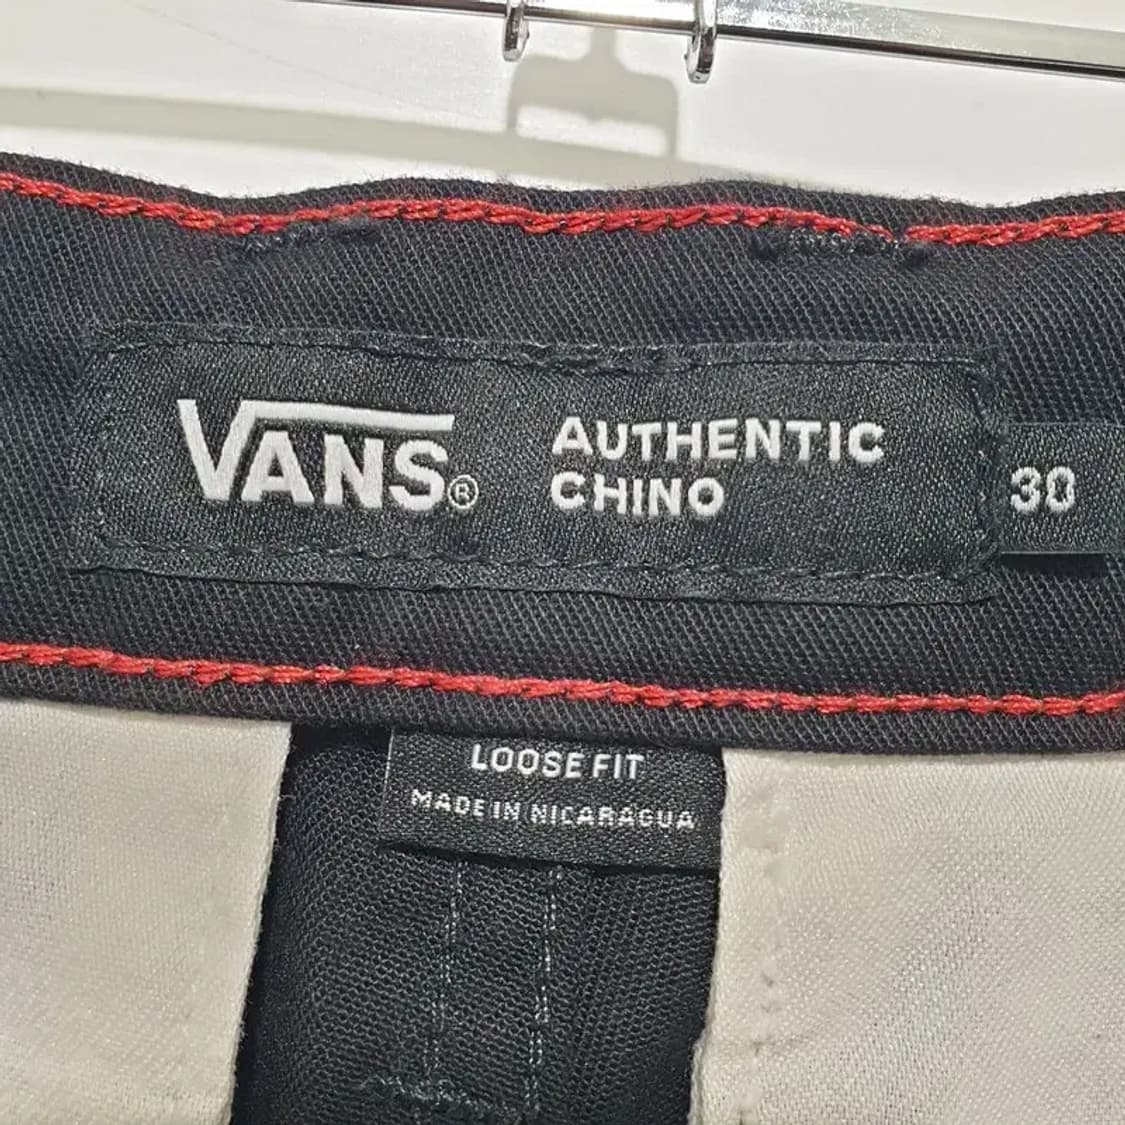 VANS® AUTHENTIC
CHINO
30
LOOSE FIT
MADE IN NICARAGUA